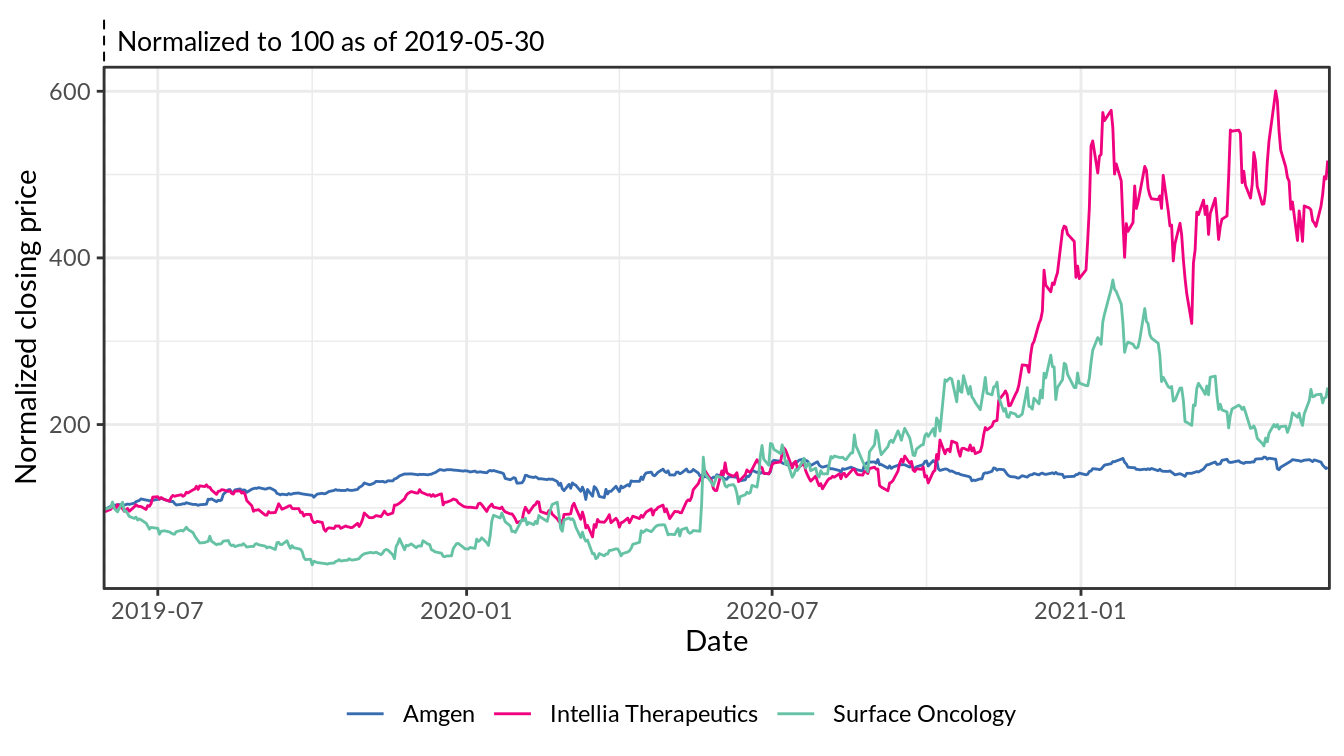 Normalized to 100 as of 2019-05-30
600
400
200
Normalized closing price
2019-07 2020-01 2020-07 2021-01
Date
Amgen Intellia Therapeutics Surface Oncology